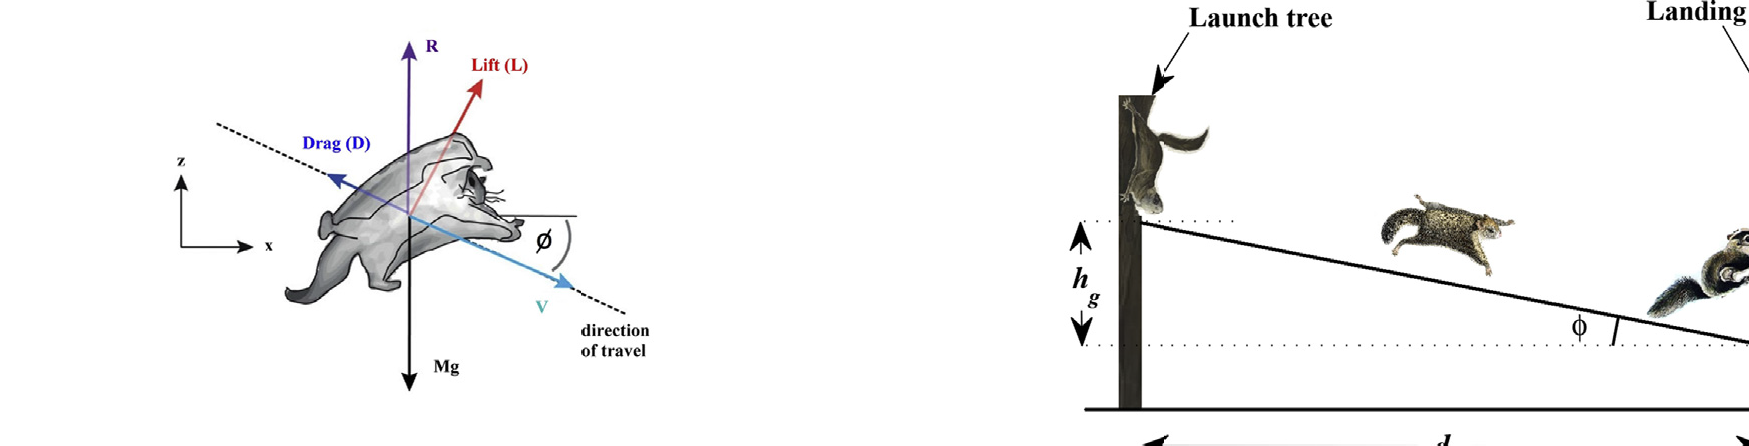 R
Lift (L)
Drag (D)
z
x
ϕ
V
direction
of travel
Mg
Launch tree
Landing
h
g
ϕ
d